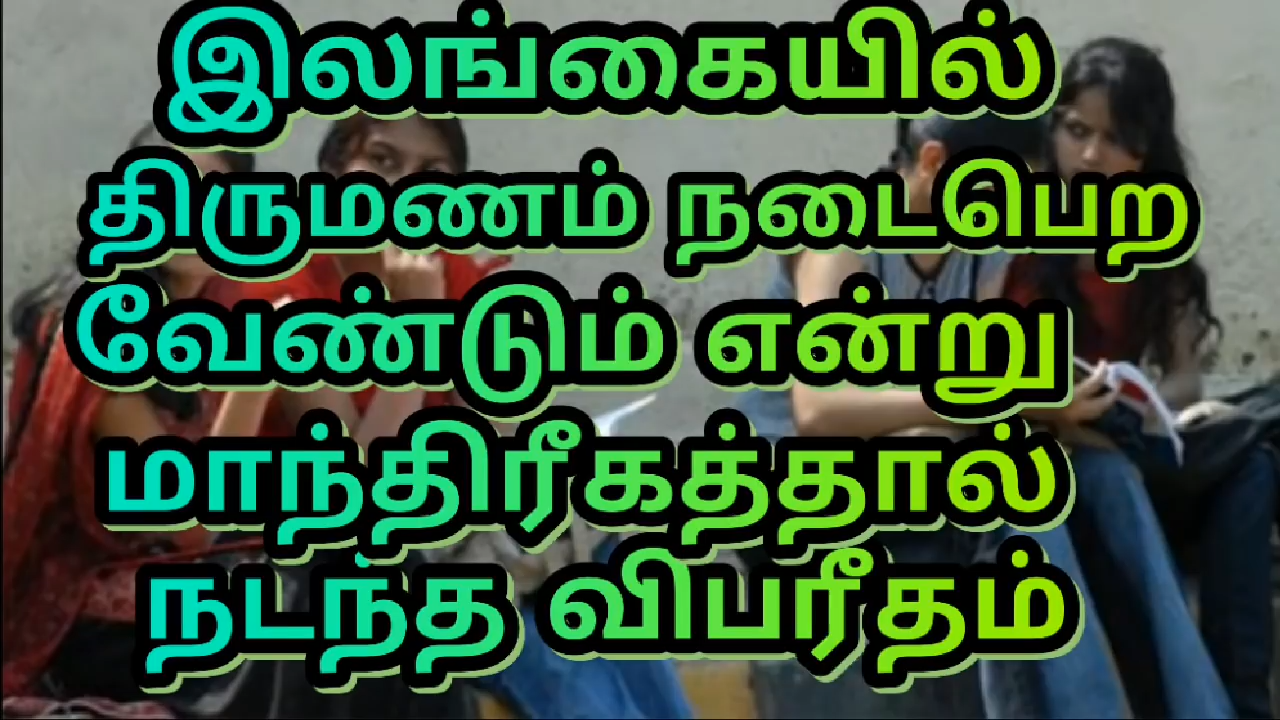 இலங்கையில்
திருமணம் நடைபெற
வேண்டும் என்று
மாந்திரீகத்தால்
நடந்த விபரீதம்